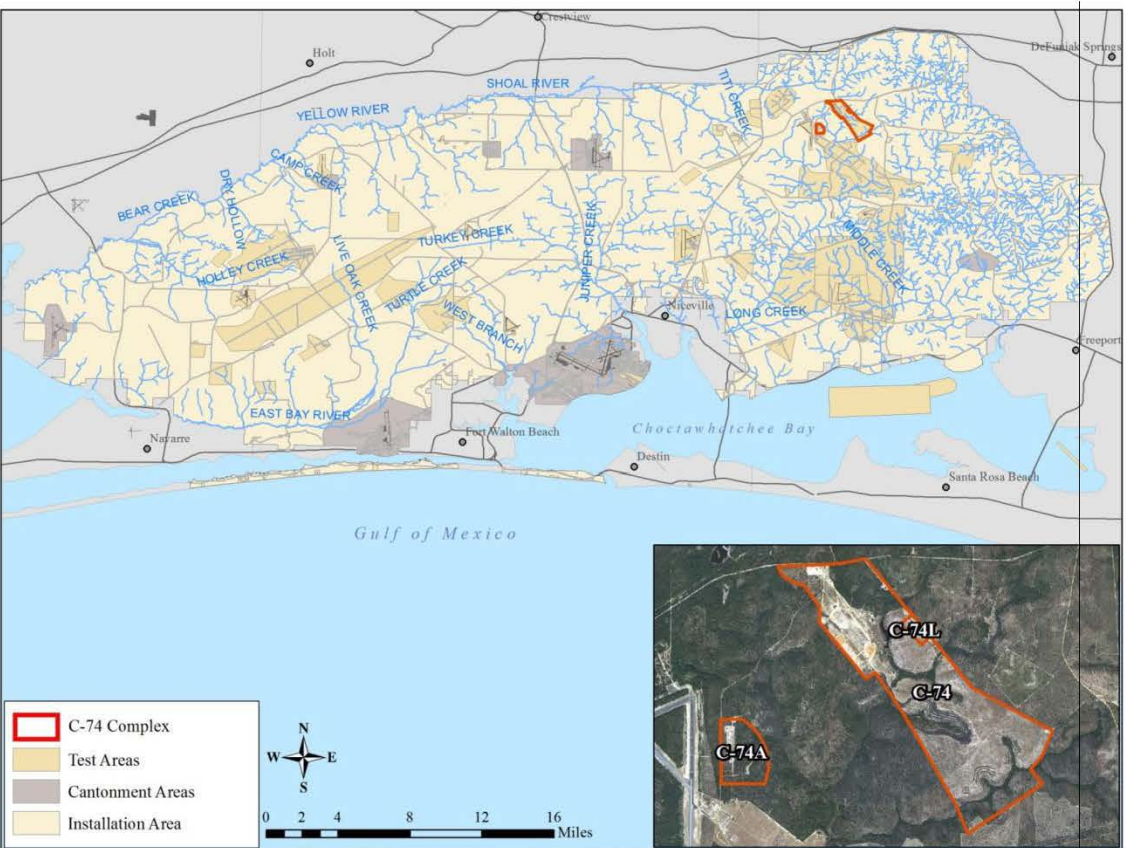 Crestview
Holt
DeFuniak Springs
SHOAL RIVER
TITI CREEK
YELLOW RIVER
CAMP CREEK
DRY HOLLOW
BEAR CREEK
LIVE OAK CREEK
TURKEY CREEK
JUNIPER CREEK
MIDDLE CREEK
HOLLEY CREEK
TURTLE CREEK
WEST BRANCH
Niceville
LONG CREEK
Freeport
EAST BAY RIVER
Navarre
Fort Walton Beach
Choctawhatchee Bay
Destin
Santa Rosa Beach
Gulf of Mexico
C-74L
C-74
C-74A
C-74 Complex
Test Areas
Cantonment Areas
Installation Area
N
W E
S
0 2 4 8 12 16
Miles